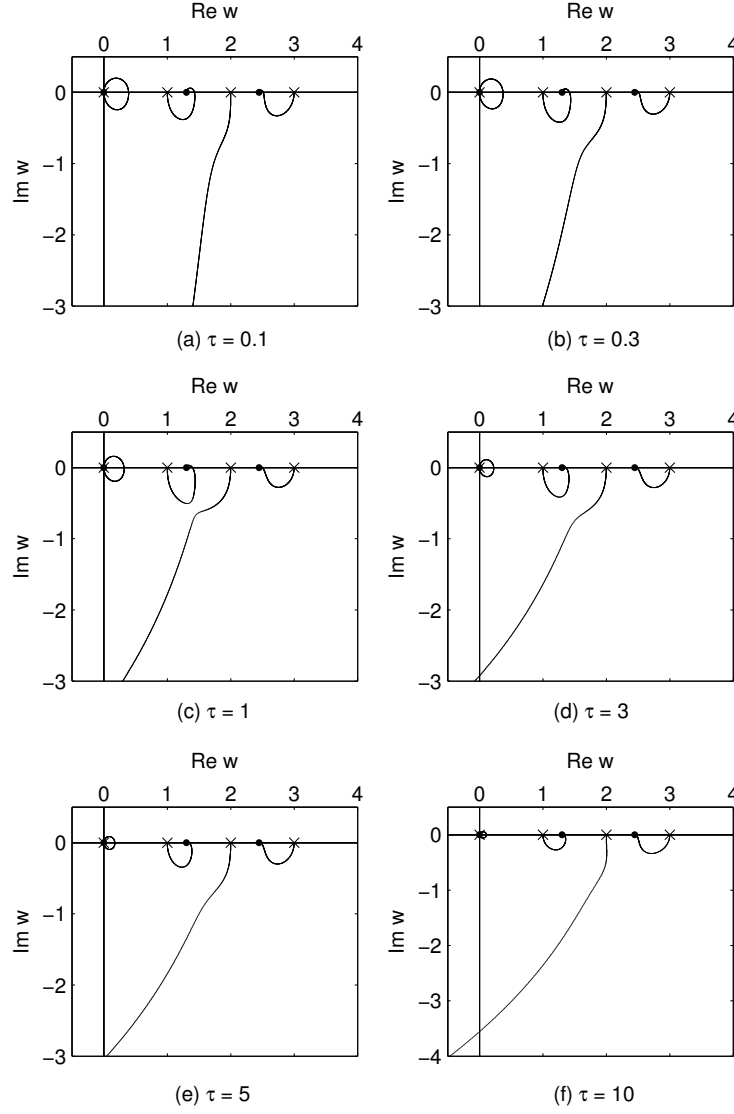 Re w
Re w
0 1 2 3 4
0 1 2 3 4
Im w
0
−1
−2
−3
Im w
0
−1
−2
−3
(a) τ = 0.1
(b) τ = 0.3
Re w
Re w
0 1 2 3 4
0 1 2 3 4
Im w
0
−1
−2
−3
Im w
0
−1
−2
−3
(c) τ = 1
(d) τ = 3
Re w
Re w
0 1 2 3 4
0 1 2 3 4
Im w
0
−1
−2
−3
Im w
0
−1
−2
−3
−4
(e) τ = 5
(f) τ = 10